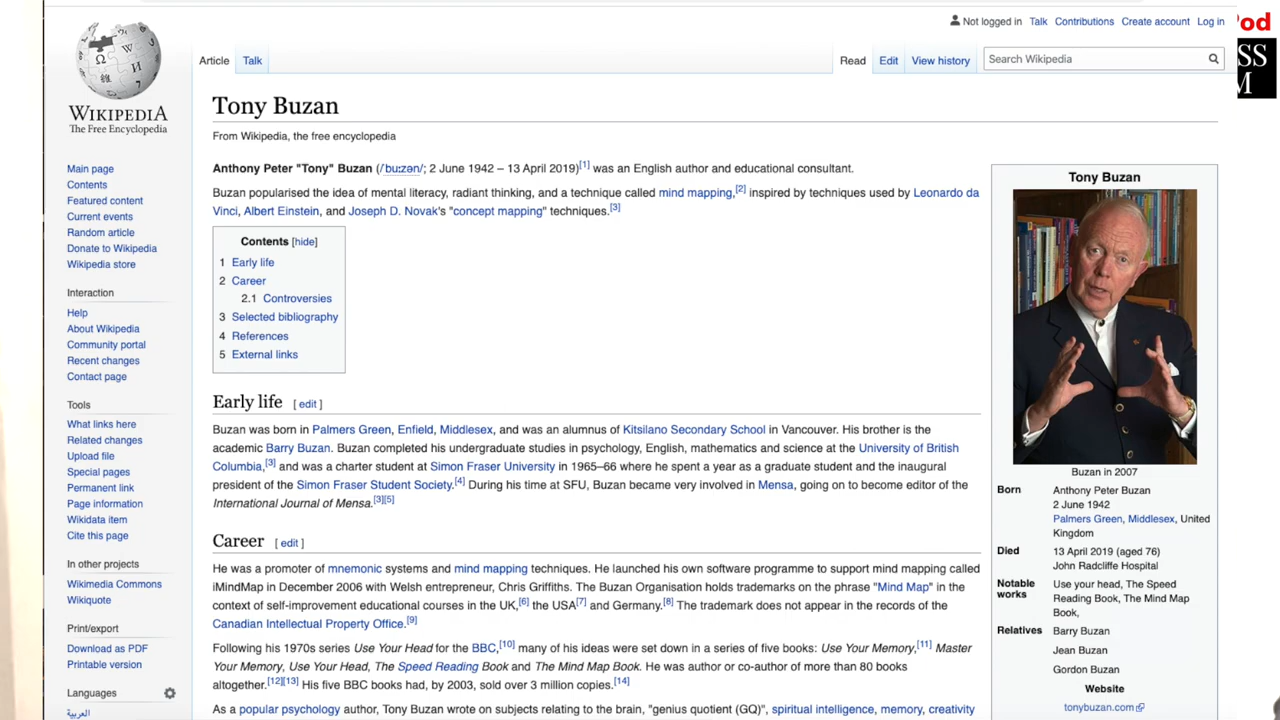 Not logged in Talk Contributions Create account Log in
Pod
SS
M
Article Talk Read Edit View history Search Wikipedia
WIKIPEDIA
The Free Encyclopedia
Main page
Contents
Featured content
Current events
Random article
Donate to Wikipedia
Wikipedia store
Interaction
Help
About Wikipedia
Community portal
Recent changes
Contact page
Tools
What links here
Related changes
Upload file
Special pages
Permanent link
Page information
Wikidata item
Cite this page
In other projects
Wikimedia Commons
Wikiquote
Print/export
Download as PDF
Printable version
Languages
العربية
Tony Buzan
From Wikipedia, the free encyclopedia
Anthony Peter "Tony" Buzan (/ˈbuːzən/; 2 June 1942 – 13 April 2019)[1] was an English author and educational consultant.
Buzan popularised the idea of mental literacy, radiant thinking, and a technique called mind mapping,[2] inspired by techniques used by Leonardo da
Vinci, Albert Einstein, and Joseph D. Novak's "concept mapping" techniques.[3]
Contents [hide]
1 Early life
2 Career
2.1 Controversies
3 Selected bibliography
4 References
5 External links
Early life [ edit ]
Buzan was born in Palmers Green, Enfield, Middlesex, and was an alumnus of Kitsilano Secondary School in Vancouver. His brother is the
academic Barry Buzan. Buzan completed his undergraduate studies in psychology, English, mathematics and science at the University of British
Columbia,[3] and was a charter student at Simon Fraser University in 1965–66 where he spent a year as a graduate student and the inaugural
president of the Simon Fraser Student Society.[4] During his time at SFU, Buzan became very involved in Mensa, going on to become editor of the
International Journal of Mensa.[3][5]
Career [ edit ]
He was a promoter of mnemonic systems and mind mapping techniques. He launched his own software programme to support mind mapping called
iMindMap in December 2006 with Welsh entrepreneur, Chris Griffiths. The Buzan Organisation holds trademarks on the phrase "Mind Map" in the
context of self-improvement educational courses in the UK,[6] the USA[7] and Germany.[8] The trademark does not appear in the records of the
Canadian Intellectual Property Office.[9]
Following his 1970s series Use Your Head for the BBC,[10] many of his ideas were set down in a series of five books: Use Your Memory,[11] Master
Your Memory, Use Your Head, The Speed Reading Book and The Mind Map Book. He was author or co-author of more than 80 books
altogether.[12][13] His five BBC books had, by 2003, sold over 3 million copies.[14]
As a popular psychology author, Tony Buzan wrote on subjects relating to the brain, "genius quotient (GQ)", spiritual intelligence, memory, creativity
Tony Buzan
Buzan in 2007
Born Anthony Peter Buzan
2 June 1942
Palmers Green, Middlesex, United
Kingdom
Died 13 April 2019 (aged 76)
John Radcliffe Hospital
Notable works Use your head, The Speed
Reading Book, The Mind Map
Book,
Relatives Barry Buzan
Jean Buzan
Gordon Buzan
Website
tonybuzan.com